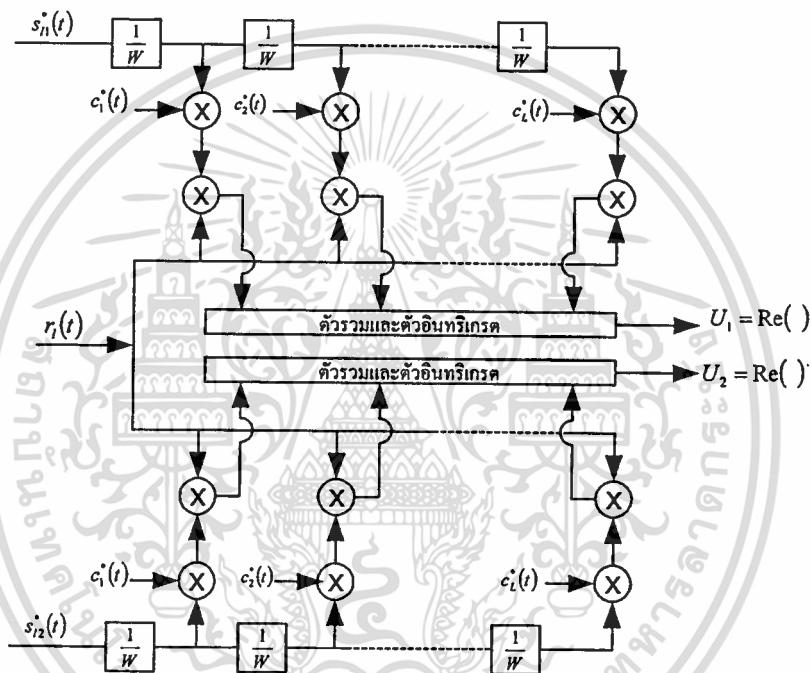 s*l1(t) 1/W 1/W 1/W
c*1(t) X c*2(t) X c*L(t) X
X X X
ตัวรวมและตัวอินทริเกรต U1 = Re( )
rl(t)
ตัวรวมและตัวอินทริเกรต U2 = Re( )
X X X
c*1(t) X c*2(t) X c*L(t) X
s*l2(t) 1/W 1/W 1/W